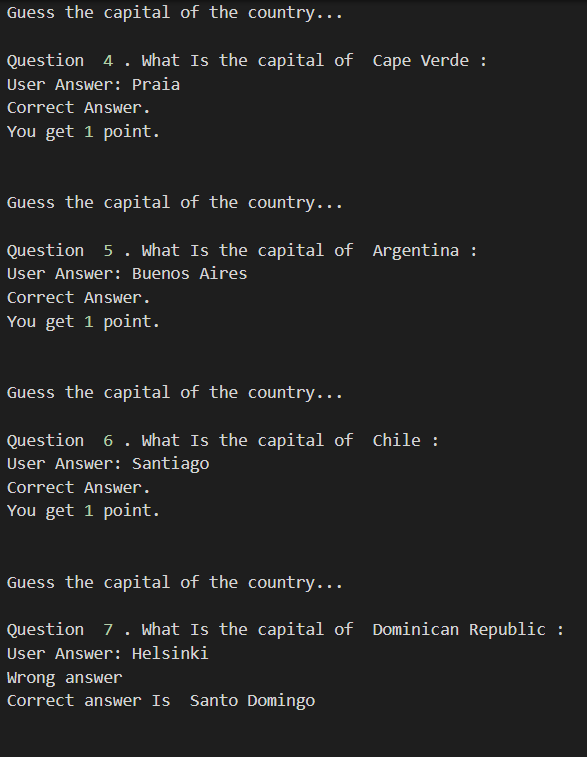 Guess the capital of the country...
Question  4 . What Is the capital of  Cape Verde :
User Answer: Praia
Correct Answer.
You get 1 point.
Guess the capital of the country...
Question  5 . What Is the capital of  Argentina :
User Answer: Buenos Aires
Correct Answer.
You get 1 point.
Guess the capital of the country...
Question  6 . What Is the capital of  Chile :
User Answer: Santiago
Correct Answer.
You get 1 point.
Guess the capital of the country...
Question  7 . What Is the capital of  Dominican Republic :
User Answer: Helsinki
Wrong answer
Correct answer Is  Santo Domingo